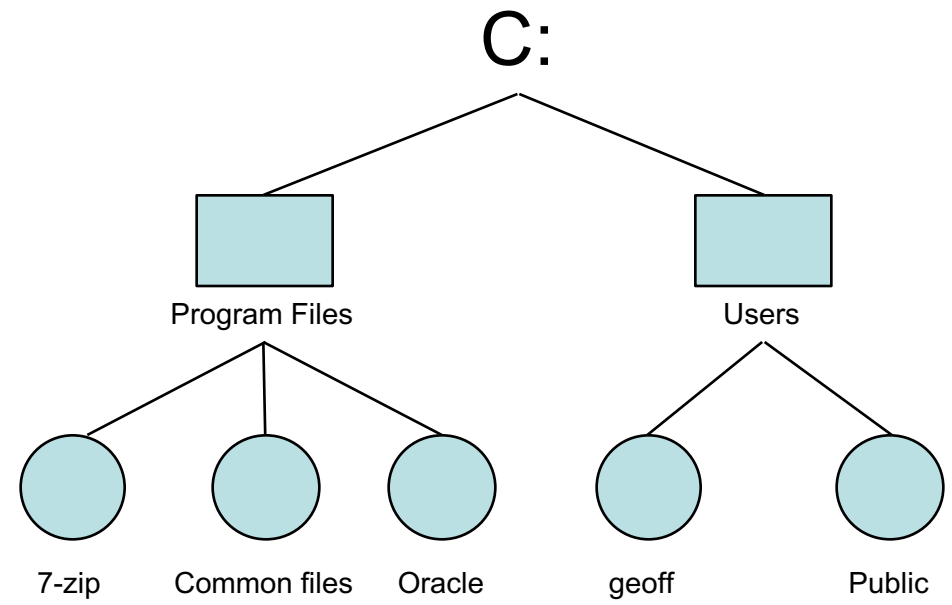 C:
Program Files
Users
7-zip
Common files
Oracle
geoff
Public